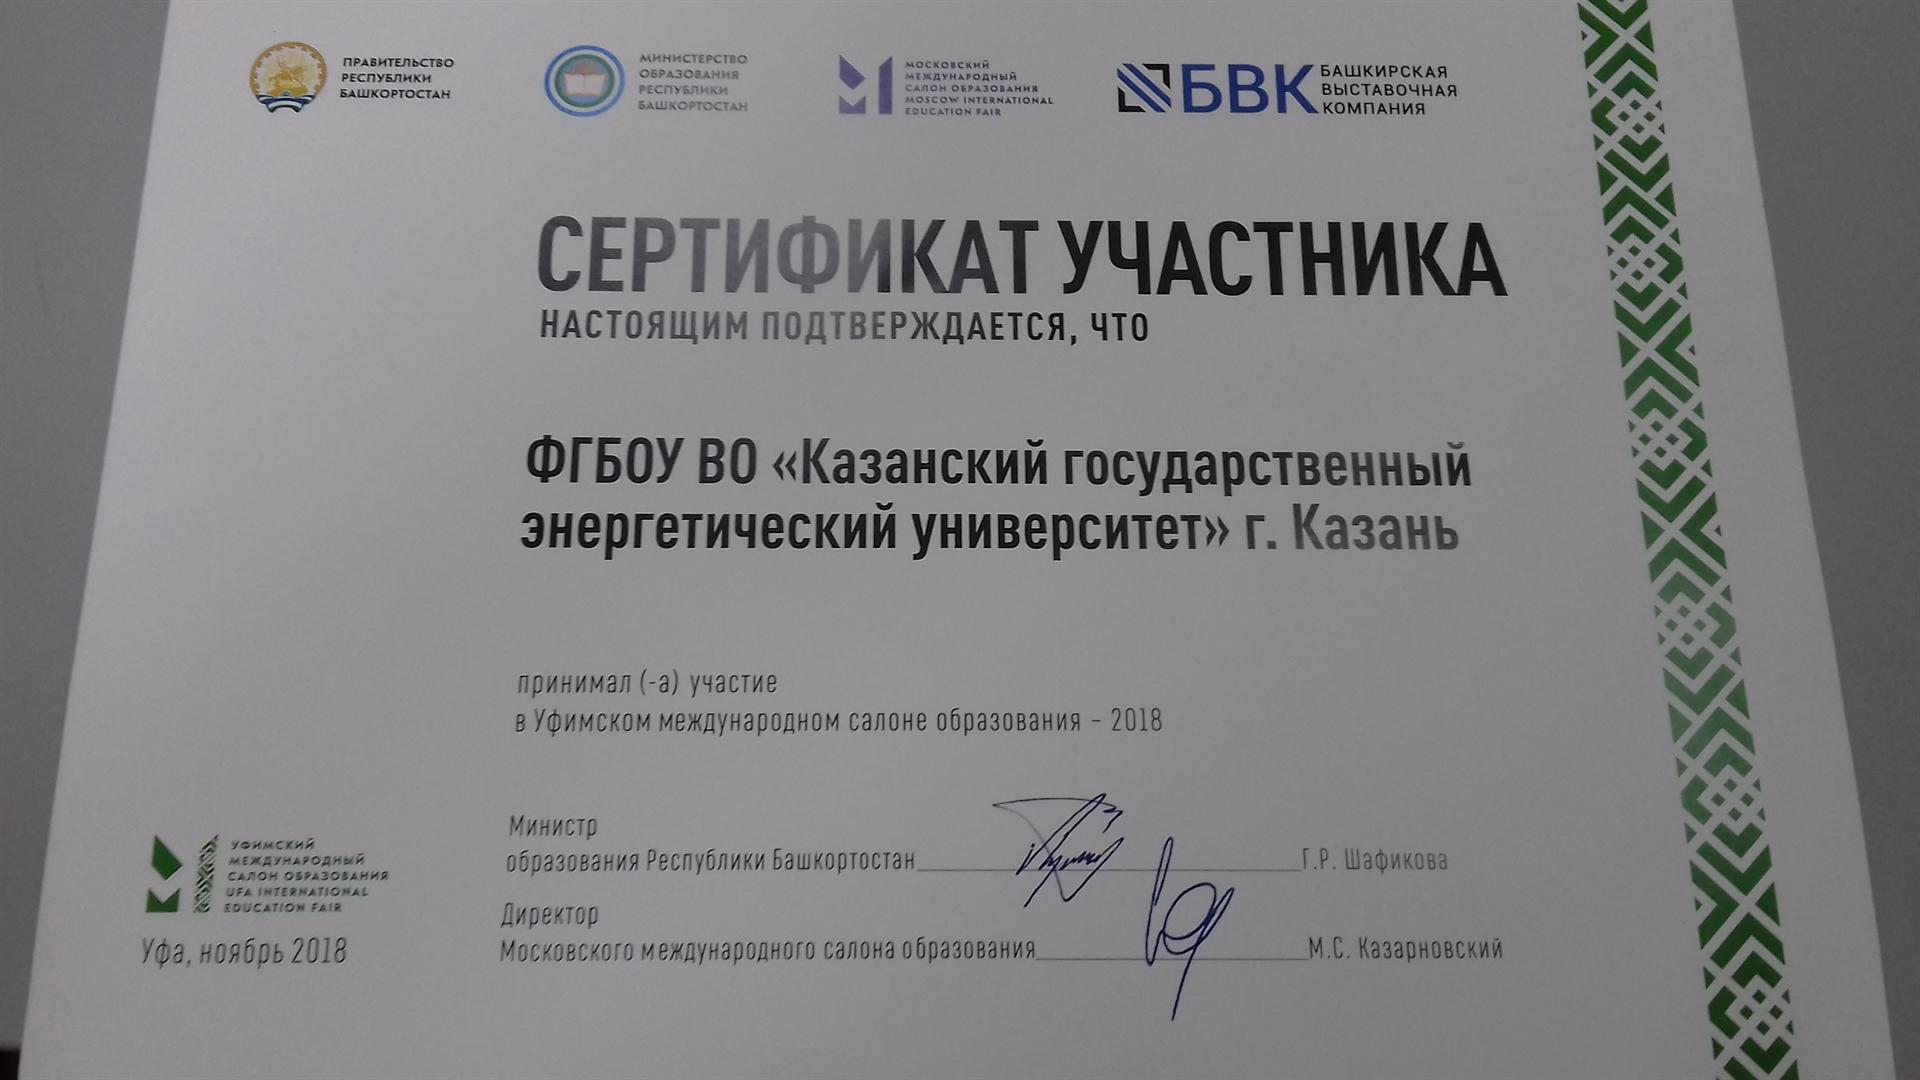 ПРАВИТЕЛЬСТВО
РЕСПУБЛИКИ
БАШКОРТОСТАН
МИНИСТЕРСТВО
ОБРАЗОВАНИЯ
РЕСПУБЛИКИ
БАШКОРТОСТАН
МОСКОВСКИЙ
МЕЖДУНАРОДНЫЙ
САЛОН ОБРАЗОВАНИЯ
MOSCOW INTERNATIONAL
EDUCATION FAIR
БВК
БАШКИРСКАЯ
ВЫСТАВОЧНАЯ
КОМПАНИЯ
СЕРТИФИКАТ УЧАСТНИКА
НАСТОЯЩИМ ПОДТВЕРЖДАЕТСЯ, ЧТО
ФГБОУ ВО «Казанский государственный
энергетический университет» г. Казань
принимал (-а) участие
в Уфимском международном салоне образования – 2018
Министр
образования Республики Башкортостан Г.Р. Шафикова
Директор
Московского международного салона образования М.С. Казарновский
УФИМСКИЙ
МЕЖДУНАРОДНЫЙ
САЛОН ОБРАЗОВАНИЯ
UFA INTERNATIONAL
EDUCATION FAIR
Уфа, ноябрь 2018